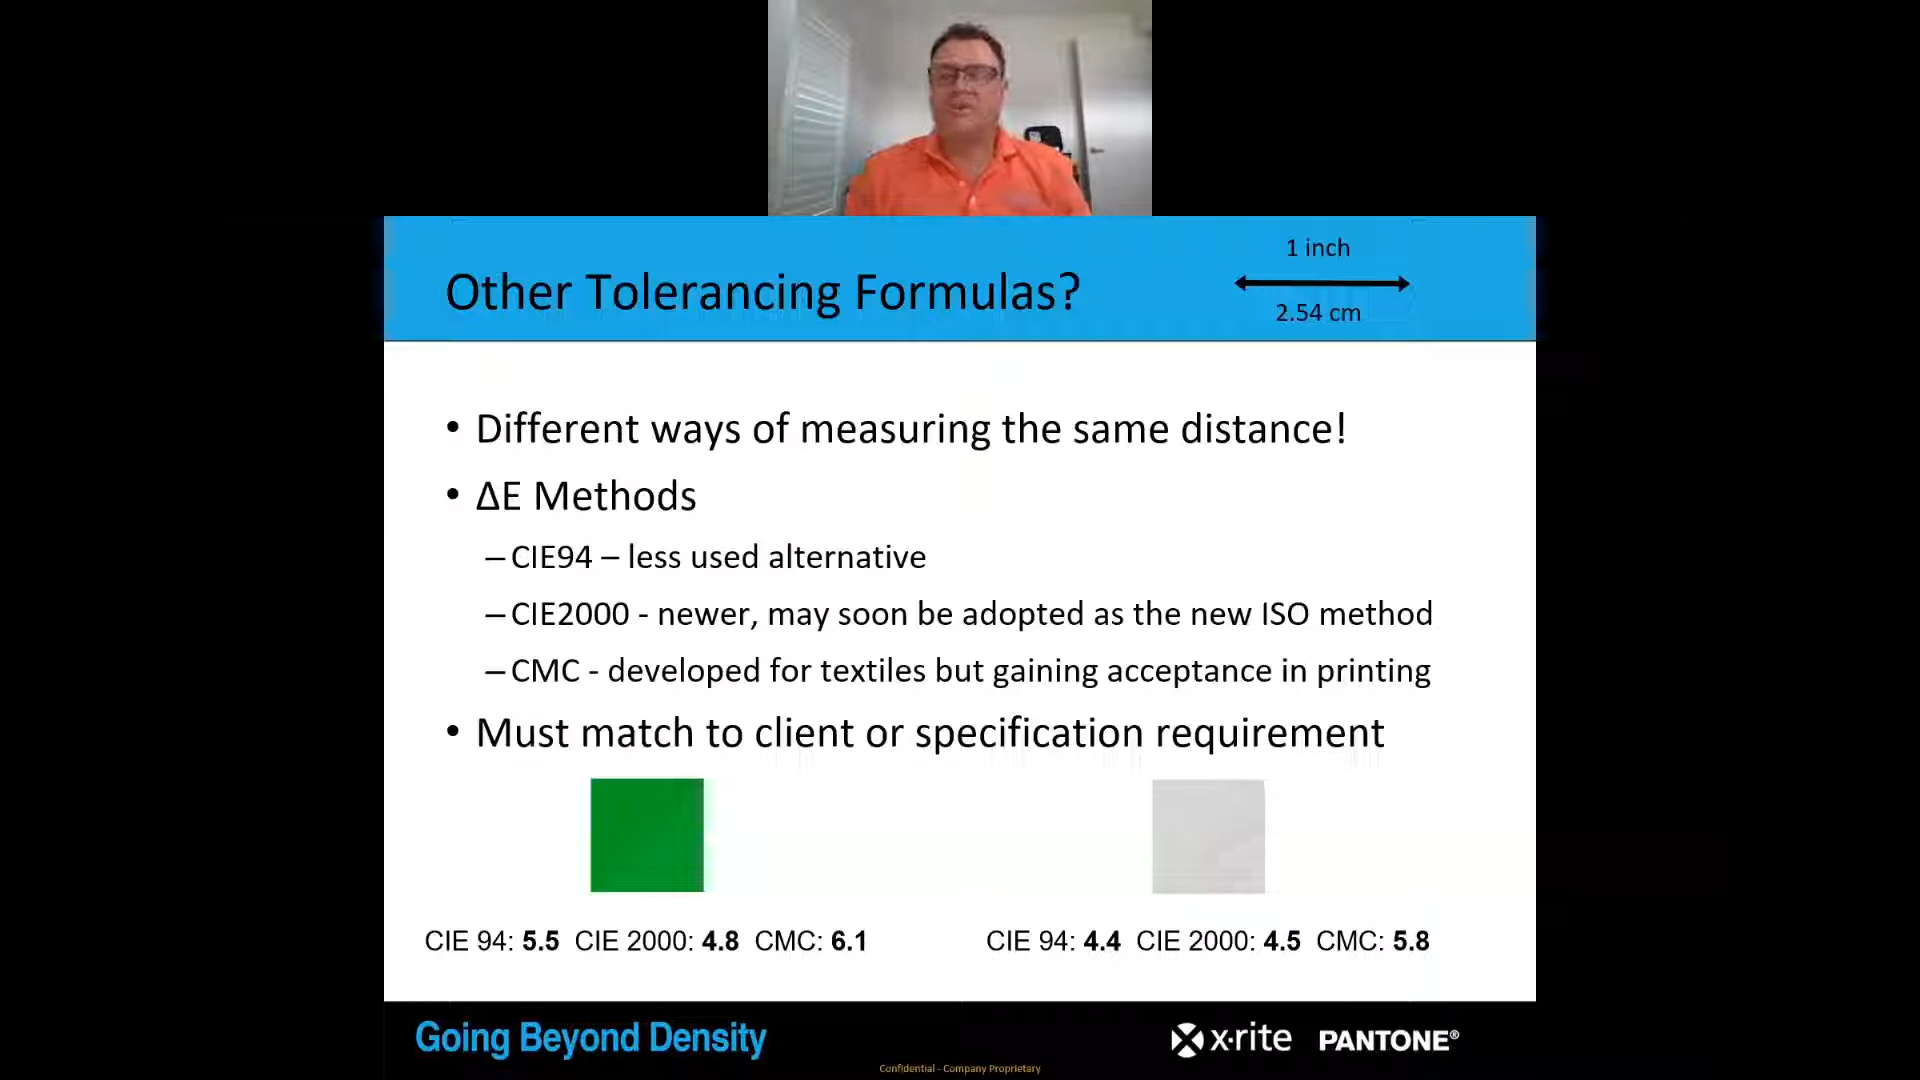 Other Tolerancing Formulas?
1 inch
2.54 cm
• Different ways of measuring the same distance!
• ΔE Methods
– CIE94 – less used alternative
– CIE2000 - newer, may soon be adopted as the new ISO method
– CMC - developed for textiles but gaining acceptance in printing
• Must match to client or specification requirement
CIE 94: 5.5 CIE 2000: 4.8 CMC: 6.1
CIE 94: 4.4 CIE 2000: 4.5 CMC: 5.8
Going Beyond Density
x·rite PANTONE®
Confidential - Company Proprietary